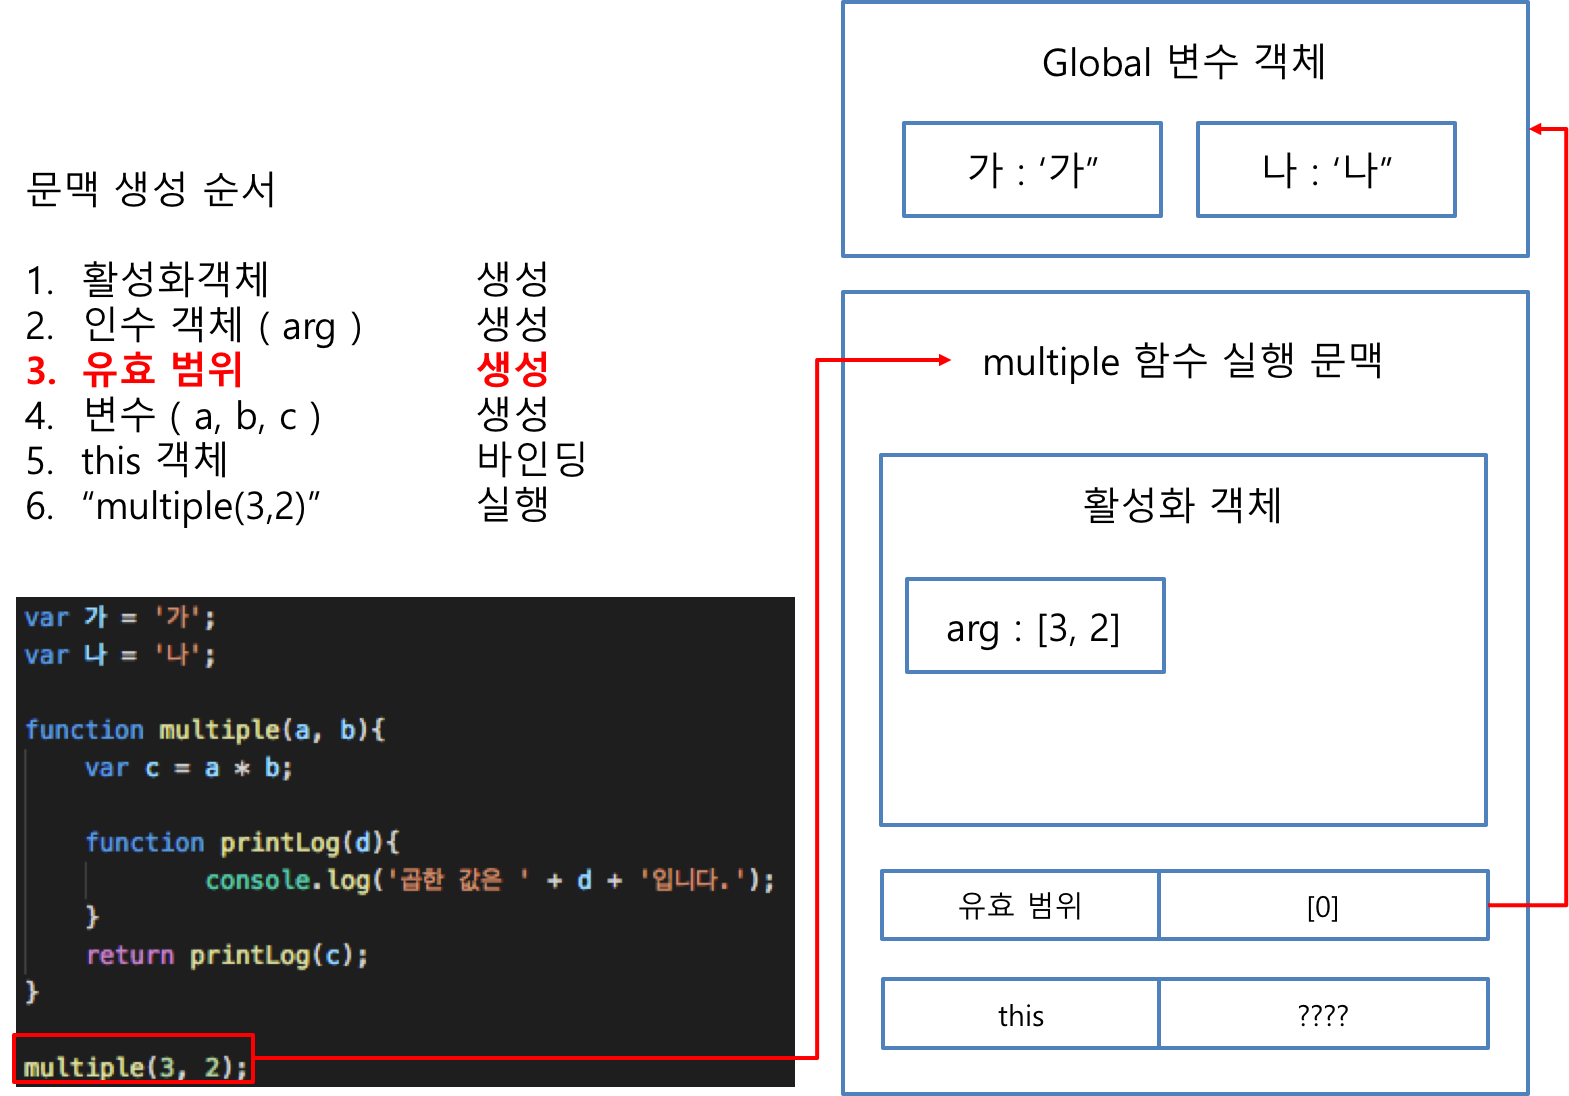 문맥 생성 순서
1. 활성화객체 생성
2. 인수 객체 ( arg ) 생성
3. 유효 범위 생성
4. 변수 ( a, b, c ) 생성
5. this 객체 바인딩
6. “multiple(3,2)” 실행
var 가 = '가';
var 나 = '나';
function multiple(a, b){
var c = a * b;
function printLog(d){
console.log('곱한 값은 ' + d + '입니다.');
}
return printLog(c);
}
multiple(3, 2);
Global 변수 객체
가 : ‘가”
나 : ‘나”
multiple 함수 실행 문맥
활성화 객체
arg : [3, 2]
유효 범위 [0]
this ????